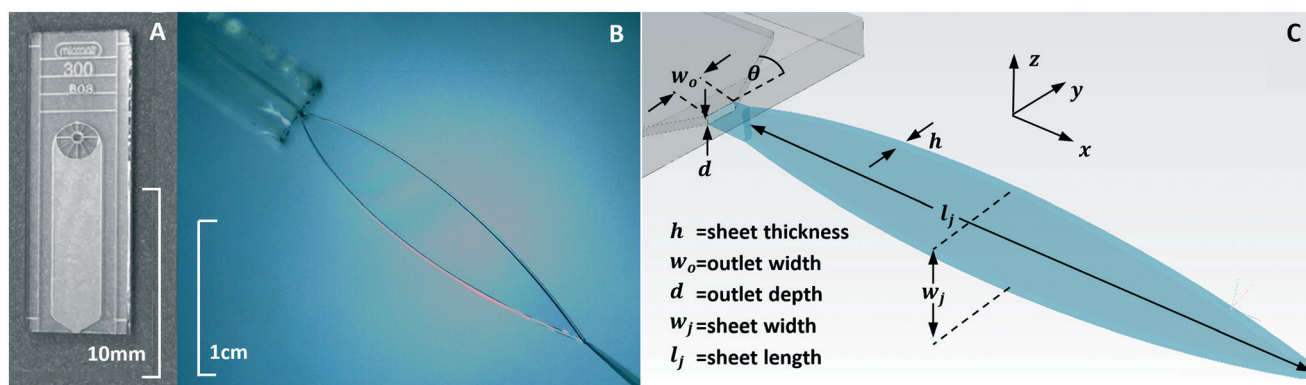 A
micronit
300
B08
10mm
B
1cm
C
w_o
θ
z
y
x
d
h
l_j
w_j
h =sheet thickness
w_o=outlet width
d =outlet depth
w_j=sheet width
l_j =sheet length